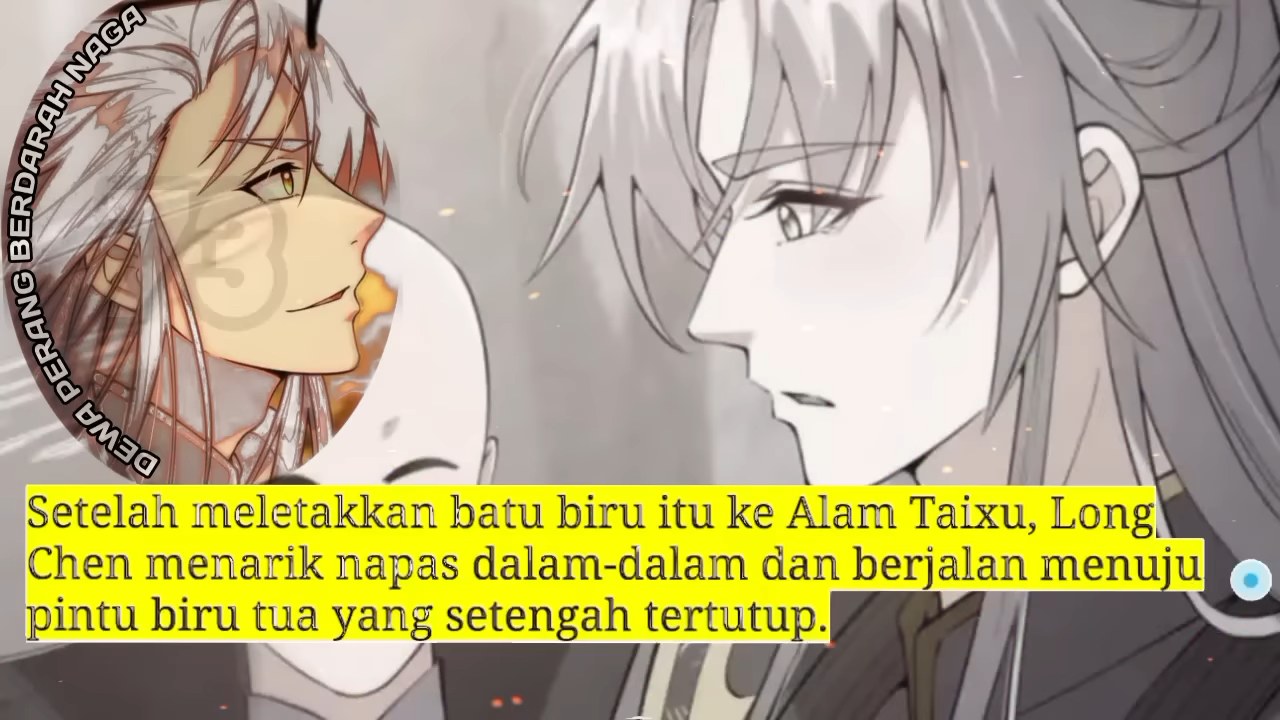 DEWA PERANG BERDARAH NAGA
Setelah meletakkan batu biru itu ke Alam Taixu, Long
Chen menarik napas dalam-dalam dan berjalan menuju
pintu biru tua yang setengah tertutup.